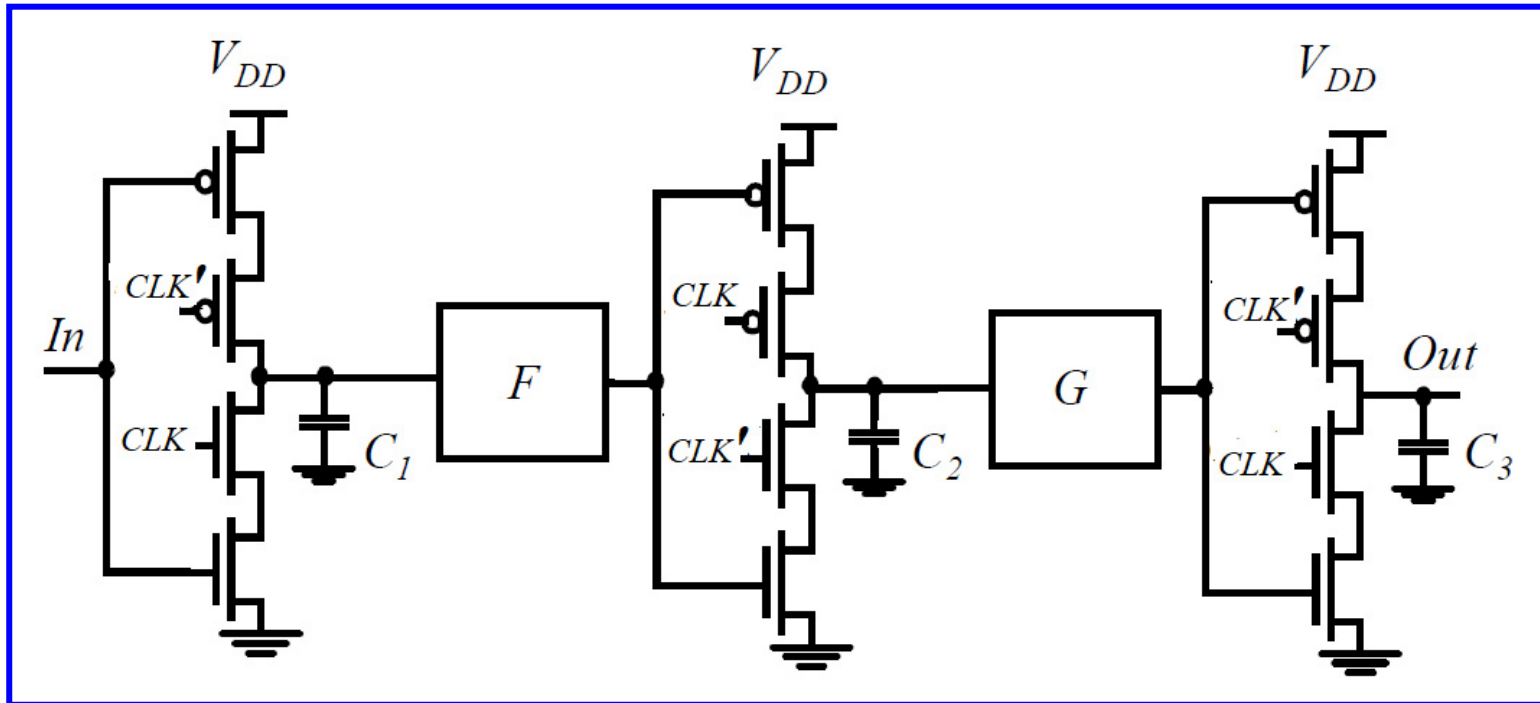 V_DD
V_DD
V_DD
CLK'
CLK
CLK'
In
F
G
Out
CLK
C_1
CLK'
C_2
CLK
C_3